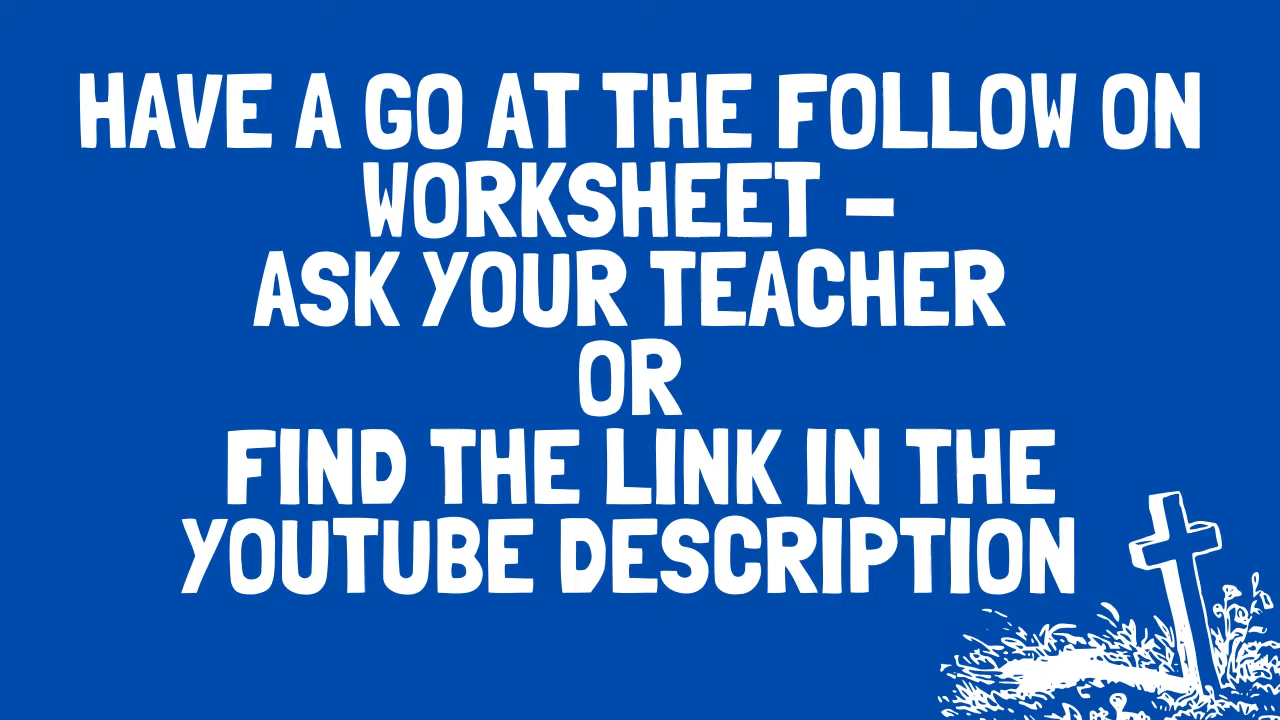 HAVE A GO AT THE FOLLOW ON
WORKSHEET –
ASK YOUR TEACHER
OR
FIND THE LINK IN THE
YOUTUBE DESCRIPTION